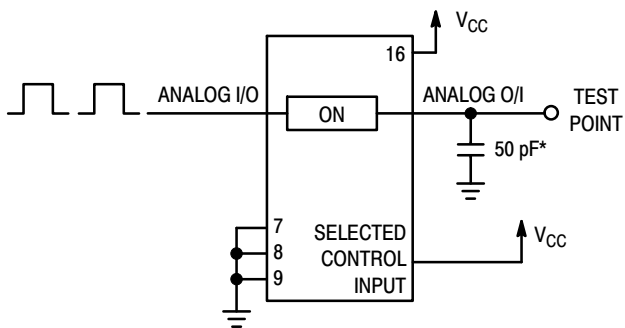 V_CC
16
ANALOG I/O
ON
ANALOG O/I
TEST
POINT
50 pF*
7
8
9
SELECTED
CONTROL
INPUT
V_CC